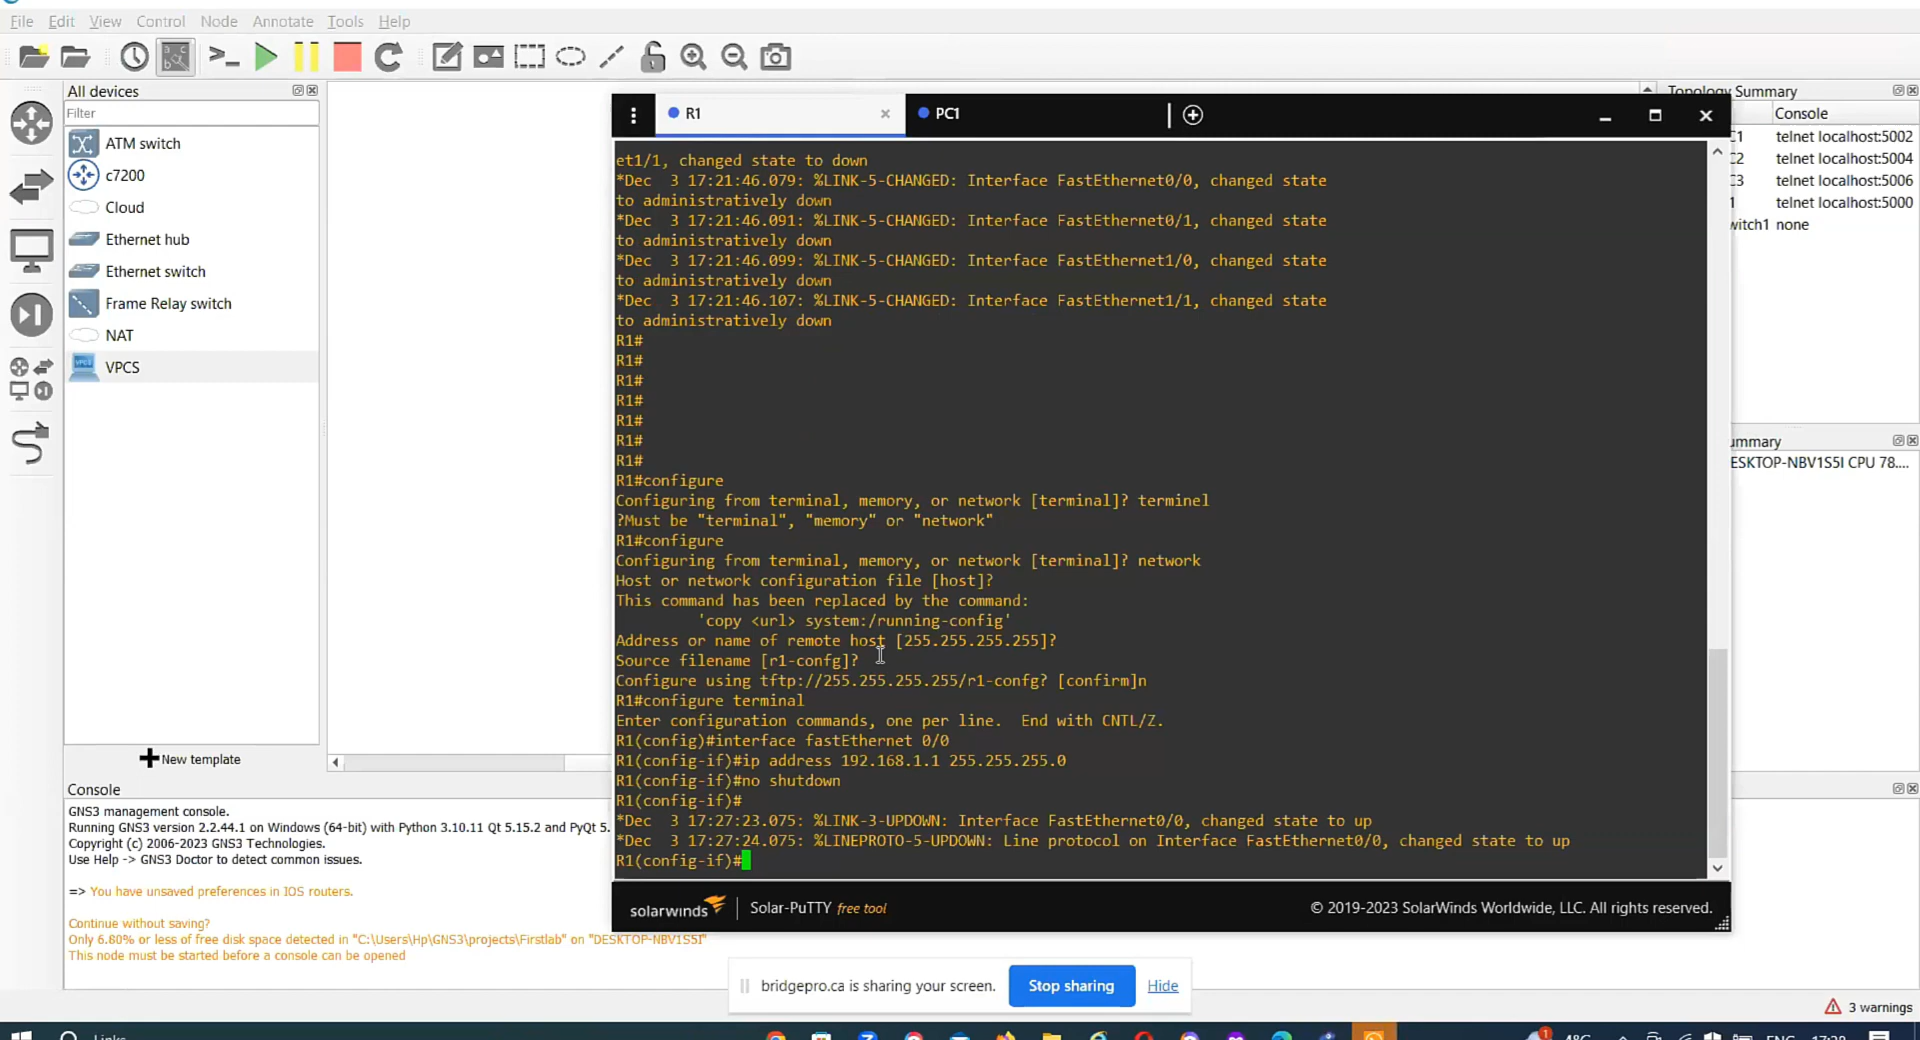 File Edit View Control Node Annotate Tools Help
All devices
Filter
ATM switch
c7200
Cloud
Ethernet hub
Ethernet switch
Frame Relay switch
NAT
VPCS
New template
R1
PC1
et1/1, changed state to down
*Dec  3 17:21:46.079: %LINK-5-CHANGED: Interface FastEthernet0/0, changed state
to administratively down
*Dec  3 17:21:46.091: %LINK-5-CHANGED: Interface FastEthernet0/1, changed state
to administratively down
*Dec  3 17:21:46.099: %LINK-5-CHANGED: Interface FastEthernet1/0, changed state
to administratively down
*Dec  3 17:21:46.107: %LINK-5-CHANGED: Interface FastEthernet1/1, changed state
to administratively down
R1#
R1#
R1#
R1#
R1#
R1#
R1#
R1#configure
Configuring from terminal, memory, or network [terminal]? terminel
?Must be "terminal", "memory" or "network"
R1#configure
Configuring from terminal, memory, or network [terminal]? network
Host or network configuration file [host]?
This command has been replaced by the command:
'copy <url> system:/running-config'
Address or name of remote host [255.255.255.255]?
Source filename [r1-confg]?
Configure using tftp://255.255.255.255/r1-confg? [confirm]n
R1#configure terminal
Enter configuration commands, one per line.  End with CNTL/Z.
R1(config)#interface fastEthernet 0/0
R1(config-if)#ip address 192.168.1.1 255.255.255.0
R1(config-if)#no shutdown
R1(config-if)#
*Dec  3 17:27:23.075: %LINK-3-UPDOWN: Interface FastEthernet0/0, changed state to up
*Dec  3 17:27:24.075: %LINEPROTO-5-UPDOWN: Line protocol on Interface FastEthernet0/0, changed state to up
R1(config-if)#
solarwinds Solar-PuTTY free tool
© 2019-2023 SolarWinds Worldwide, LLC. All rights reserved.
Topology Summary
Console
C1 telnet localhost:5002
C2 telnet localhost:5004
C3 telnet localhost:5006
1 telnet localhost:5000
witch1 none
ummary
ESKTOP-NBV1S5I CPU 78....
Console
GNS3 management console.
Running GNS3 version 2.2.44.1 on Windows (64-bit) with Python 3.10.11 Qt 5.15.2 and PyQt 5.
Copyright (c) 2006-2023 GNS3 Technologies.
Use Help -> GNS3 Doctor to detect common issues.
=> You have unsaved preferences in IOS routers.
Continue without saving?
Only 6.80% or less of free disk space detected in "C:\Users\Hp\GNS3\projects\Firstlab" on "DESKTOP-NBV1S5I"
This node must be started before a console can be opened
bridgepro.ca is sharing your screen.
Stop sharing
Hide
3 warnings